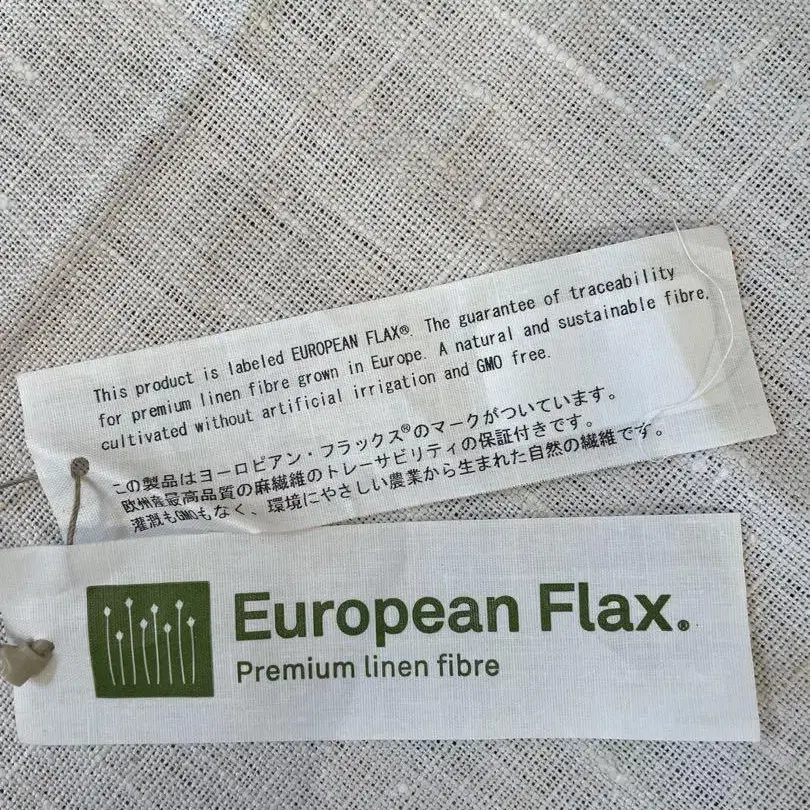 This product is labeled EUROPEAN FLAX®. The guarantee of traceability
for premium linen fibre grown in Europe. A natural and sustainable fibre,
cultivated without artificial irrigation and GMO free.
この製品はヨーロピアン・フラックス®のマークがついています。
欧州産最高品質の麻繊維のトレーサビリティの保証付きです。
灌漑もGMOもなく、環境にやさしい農業から生まれた自然の繊維です。
European Flax®
Premium linen fibre